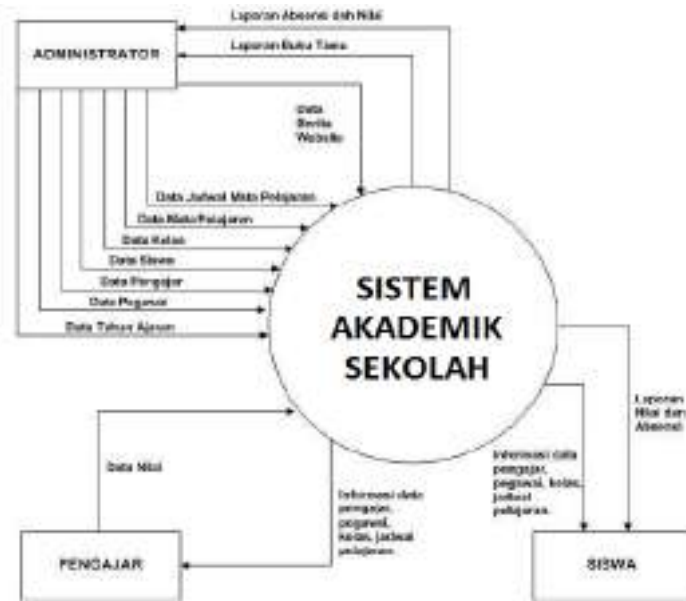 Laporan Absensi dan Nilai
ADMINISTRATOR
Laporan Buku Tamu
Data
Berita
Website
Data Jadwal Mata Pelajaran
Data Mata Pelajaran
Data Kelas
Data Siswa
Data Pengajar
Data Pegawai
Data Tahun Ajaran
SISTEM
AKADEMIK
SEKOLAH
Data Nilai
Informasi data
pengajar,
pegawai,
kelas, jadwal
pelajaran.
Informasi data
pengajar,
pegawai, kelas,
jadwal
pelajaran.
Laporan
Nilai dan
Absensi
PENGAJAR
SISWA